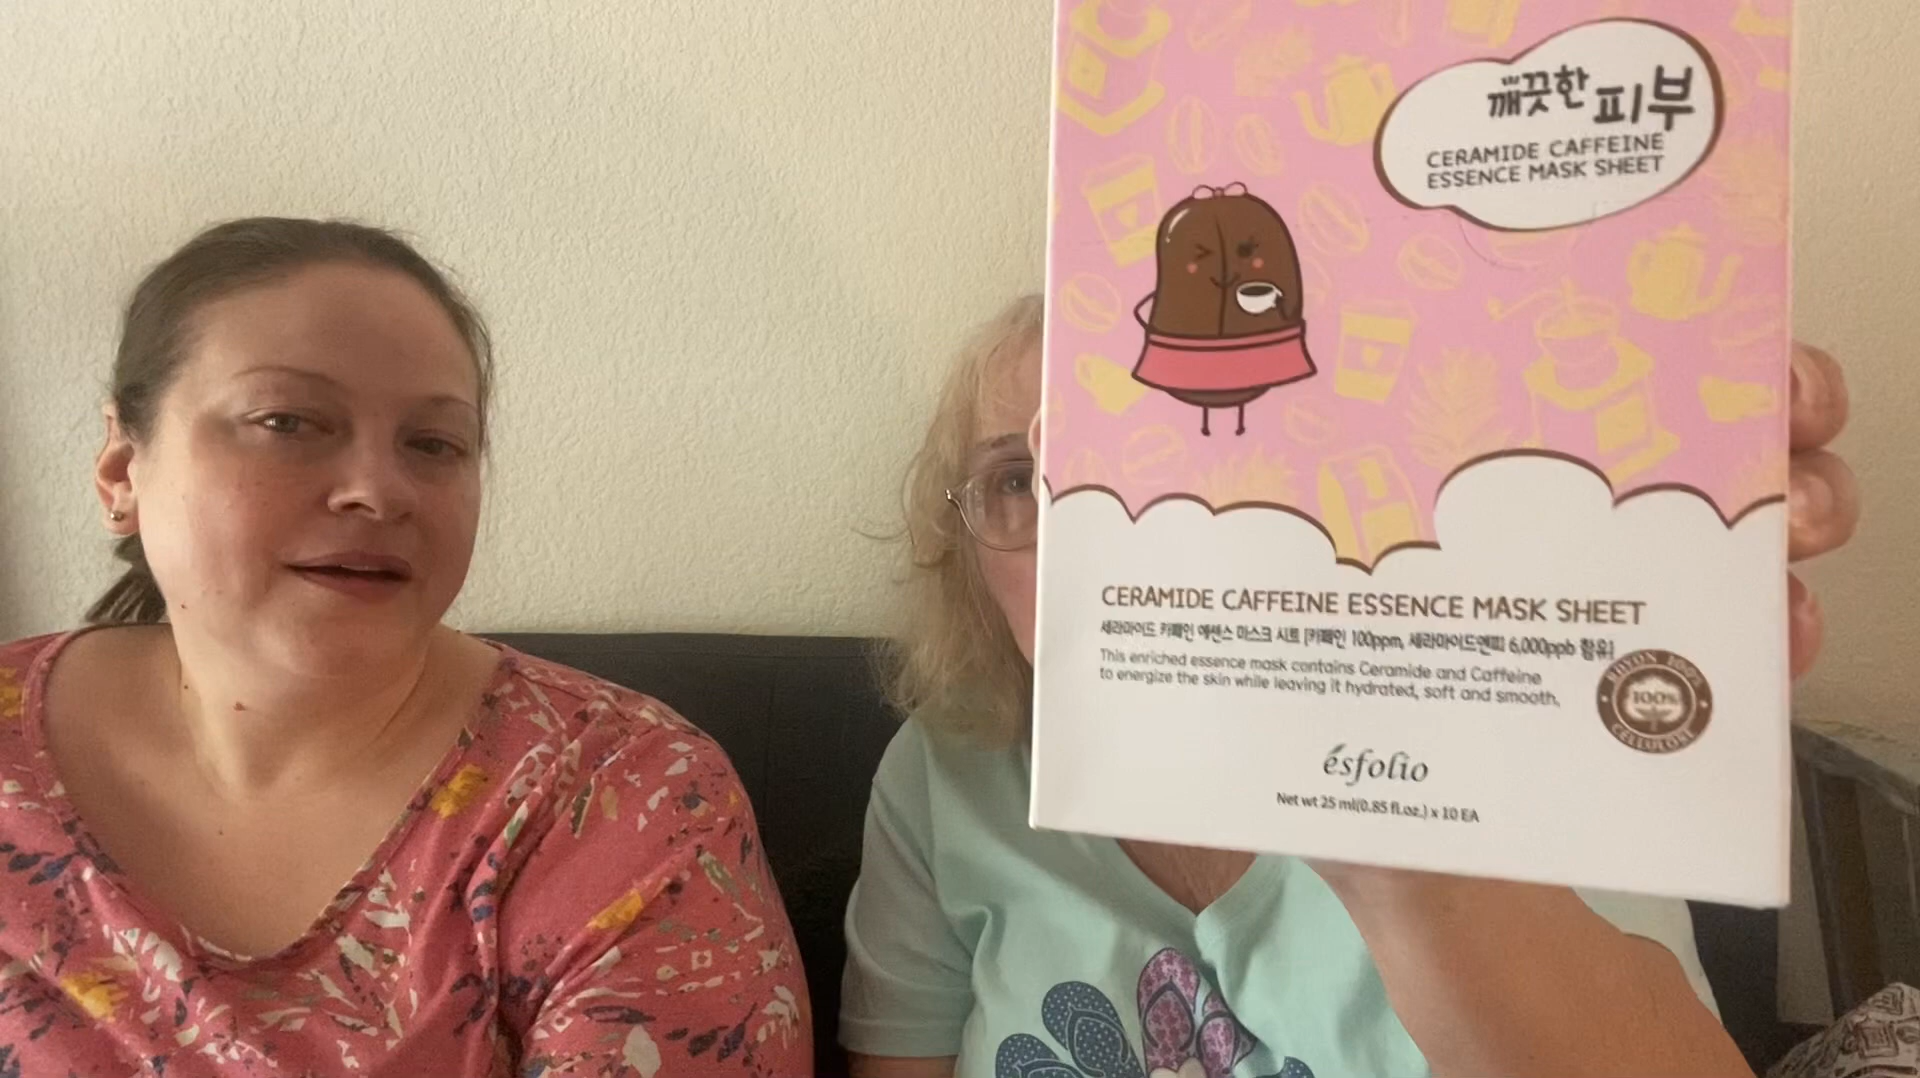 깨끗한 피부
CERAMIDE CAFFEINE
ESSENCE MASK SHEET
CERAMIDE CAFFEINE ESSENCE MASK SHEET
세라마이드 카페인 에센스 마스크 시트 [카페인 100ppm, 세라마이드엔피 6,000ppb 함유]
This enriched essence mask contains Ceramide and Caffeine
to energize the skin while leaving it hydrated, soft and smooth.
100%
CELLULOSE
ésfolio
Net wt 25 ml(0.85 fl.oz.) x 10 EA